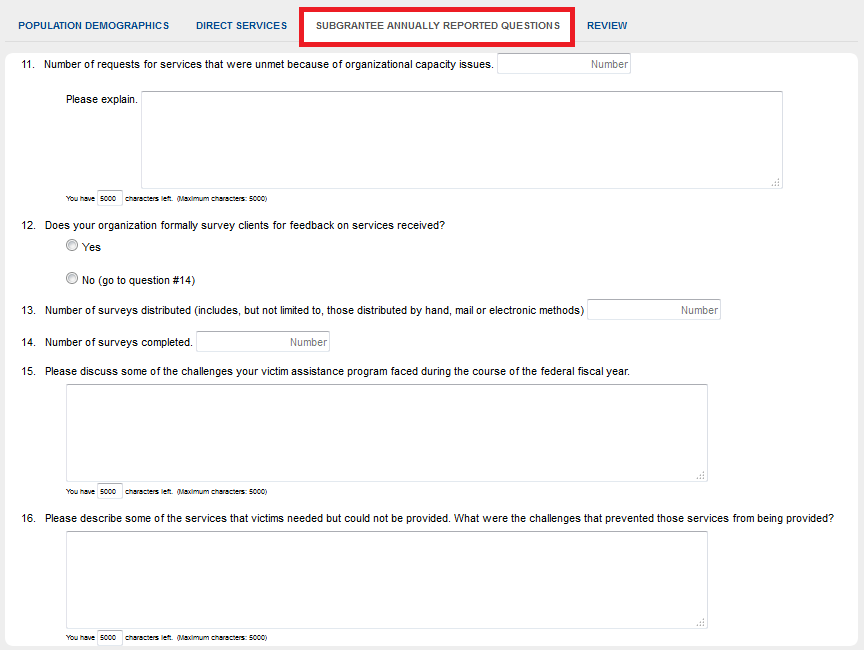 POPULATION DEMOGRAPHICS DIRECT SERVICES SUBGRANTEE ANNUALLY REPORTED QUESTIONS REVIEW
11. Number of requests for services that were unmet because of organizational capacity issues. Number
Please explain.
You have 5000 characters left. (Maximum characters: 5000)
12. Does your organization formally survey clients for feedback on services received?
Yes
No (go to question #14)
13. Number of surveys distributed (includes, but not limited to, those distributed by hand, mail or electronic methods) Number
14. Number of surveys completed. Number
15. Please discuss some of the challenges your victim assistance program faced during the course of the federal fiscal year.
You have 5000 characters left. (Maximum characters: 5000)
16. Please describe some of the services that victims needed but could not be provided. What were the challenges that prevented those services from being provided?
You have 5000 characters left. (Maximum characters: 5000)